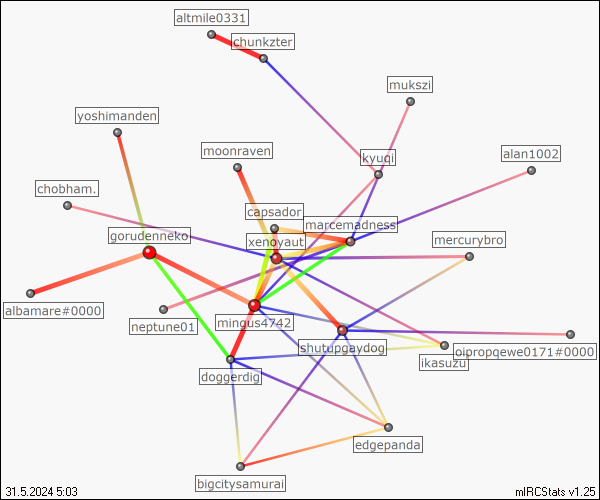 altmile0331
chunkzter
mukszi
yoshimanden
moonraven
alan1002
kyuqi
chobham.
capsador
marcemadness
gorudenneko
xenoyaut
mercurybro
albamare#0000
neptune01
mingus4742
shutupgaydog
oipropqewe0171#0000
ikasuzu
doggerdig
edgepanda
bigcitysamurai
31.5.2024 5:03
mIRCStats v1.25